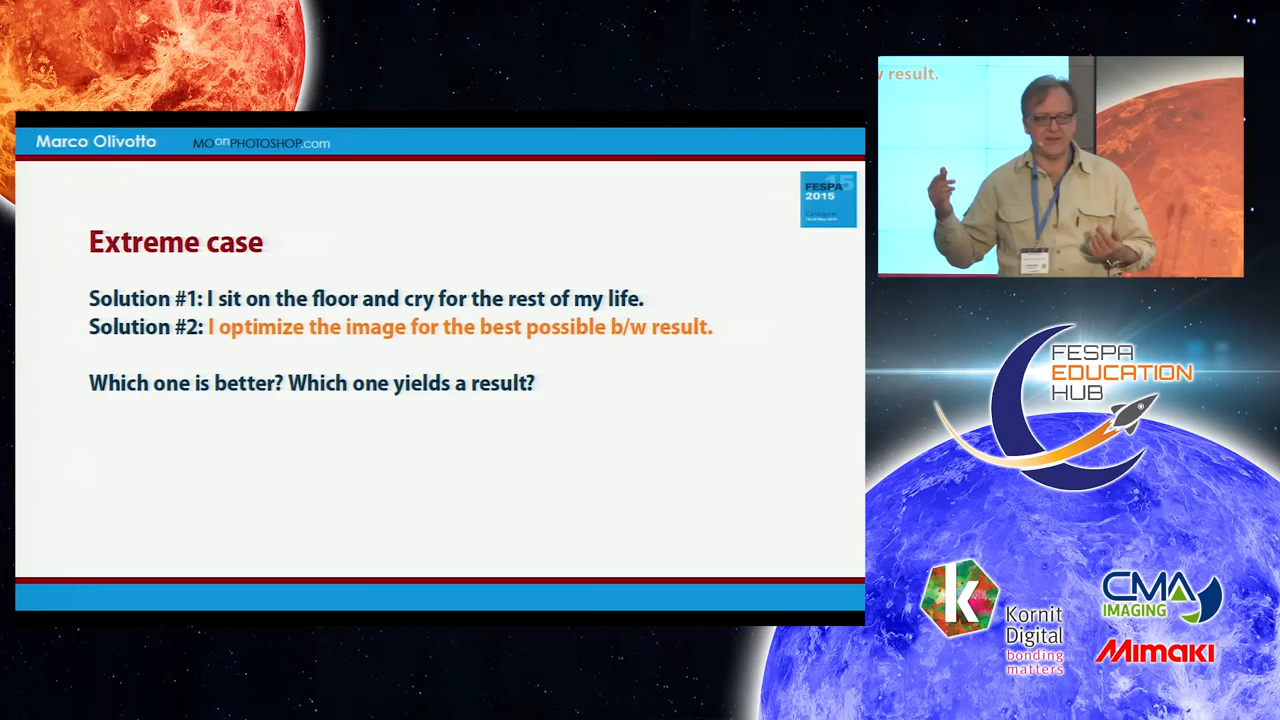 Marco Olivotto
MOonPHOTOSHOP.com
15
FESPA
2015
Cologne
Extreme case
Solution #1: I sit on the floor and cry for the rest of my life.
Solution #2: I optimize the image for the best possible b/w result.
Which one is better? Which one yields a result?
result.
FESPA
EDUCATION
HUB
k
Kornit
Digital
bonding
matters
CMA
IMAGING
Mimaki